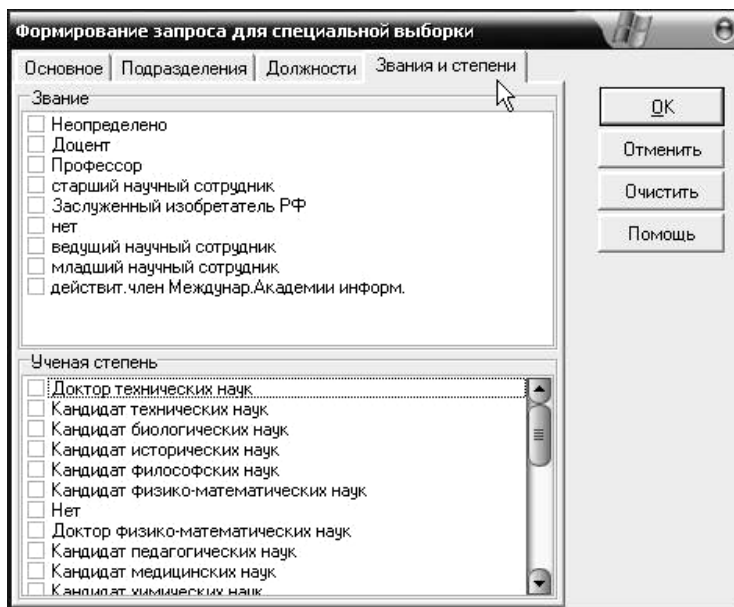 Формирование запроса для специальной выборки
Основное Подразделения Должности Звания и степени
Звание
Неопределено
Доцент
Профессор
старший научный сотрудник
Заслуженный изобретатель РФ
нет
ведущий научный сотрудник
младший научный сотрудник
действит.член Междунар.Академии информ.
Ученая степень
Доктор технических наук
Кандидат технических наук
Кандидат биологических наук
Кандидат исторических наук
Кандидат философских наук
Кандидат физико-математических наук
Нет
Доктор физико-математических наук
Кандидат педагогических наук
Кандидат медицинских наук
Кандидат химических наук
OK
Отменить
Очистить
Помощь